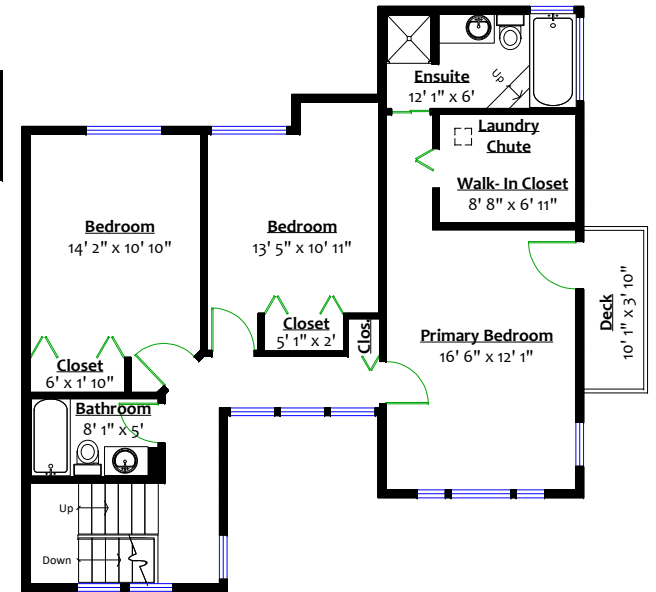 Ensuite
12' 1" x 6'
Up
Laundry
Chute
Walk- In Closet
8' 8" x 6' 11"
Bedroom
14' 2" x 10' 10"
Bedroom
13' 5" x 10' 11"
Deck
10' 1" x 3' 10"
Closet
5' 1" x 2'
Clos.
Primary Bedroom
16' 6" x 12' 1"
Closet
6' x 1' 10"
Bathroom
8' 1" x 5'
Up
Down